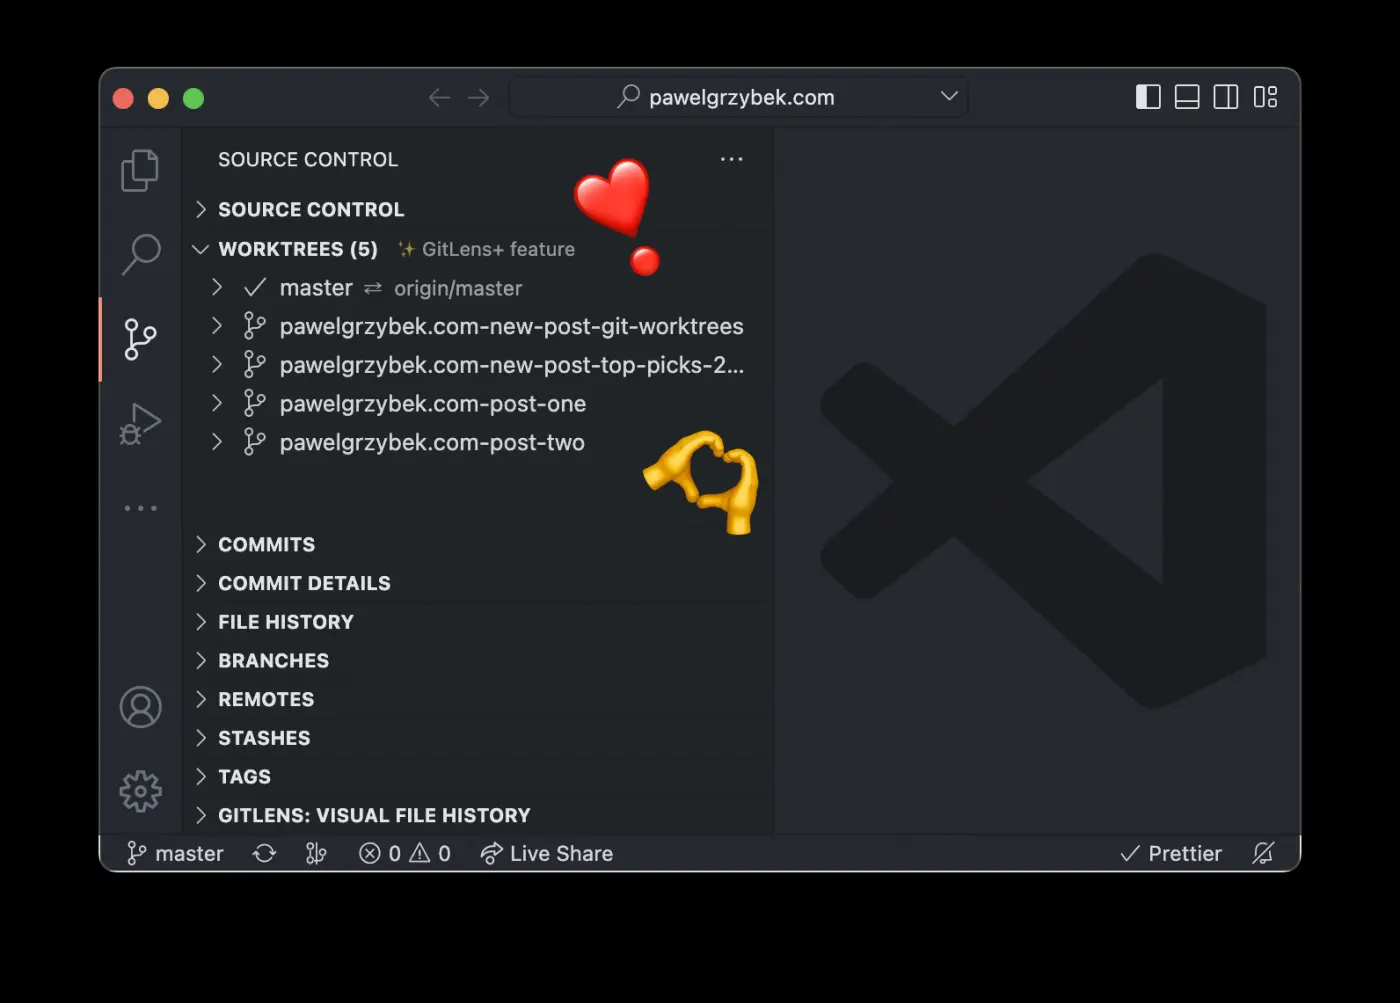 pawelgrzybek.com
SOURCE CONTROL
SOURCE CONTROL
WORKTREES (5) GitLens+ feature
master origin/master
pawelgrzybek.com-new-post-git-worktrees
pawelgrzybek.com-new-post-top-picks-2...
pawelgrzybek.com-post-one
pawelgrzybek.com-post-two
COMMITS
COMMIT DETAILS
FILE HISTORY
BRANCHES
REMOTES
STASHES
TAGS
GITLENS: VISUAL FILE HISTORY
master 0 0 Live Share Prettier